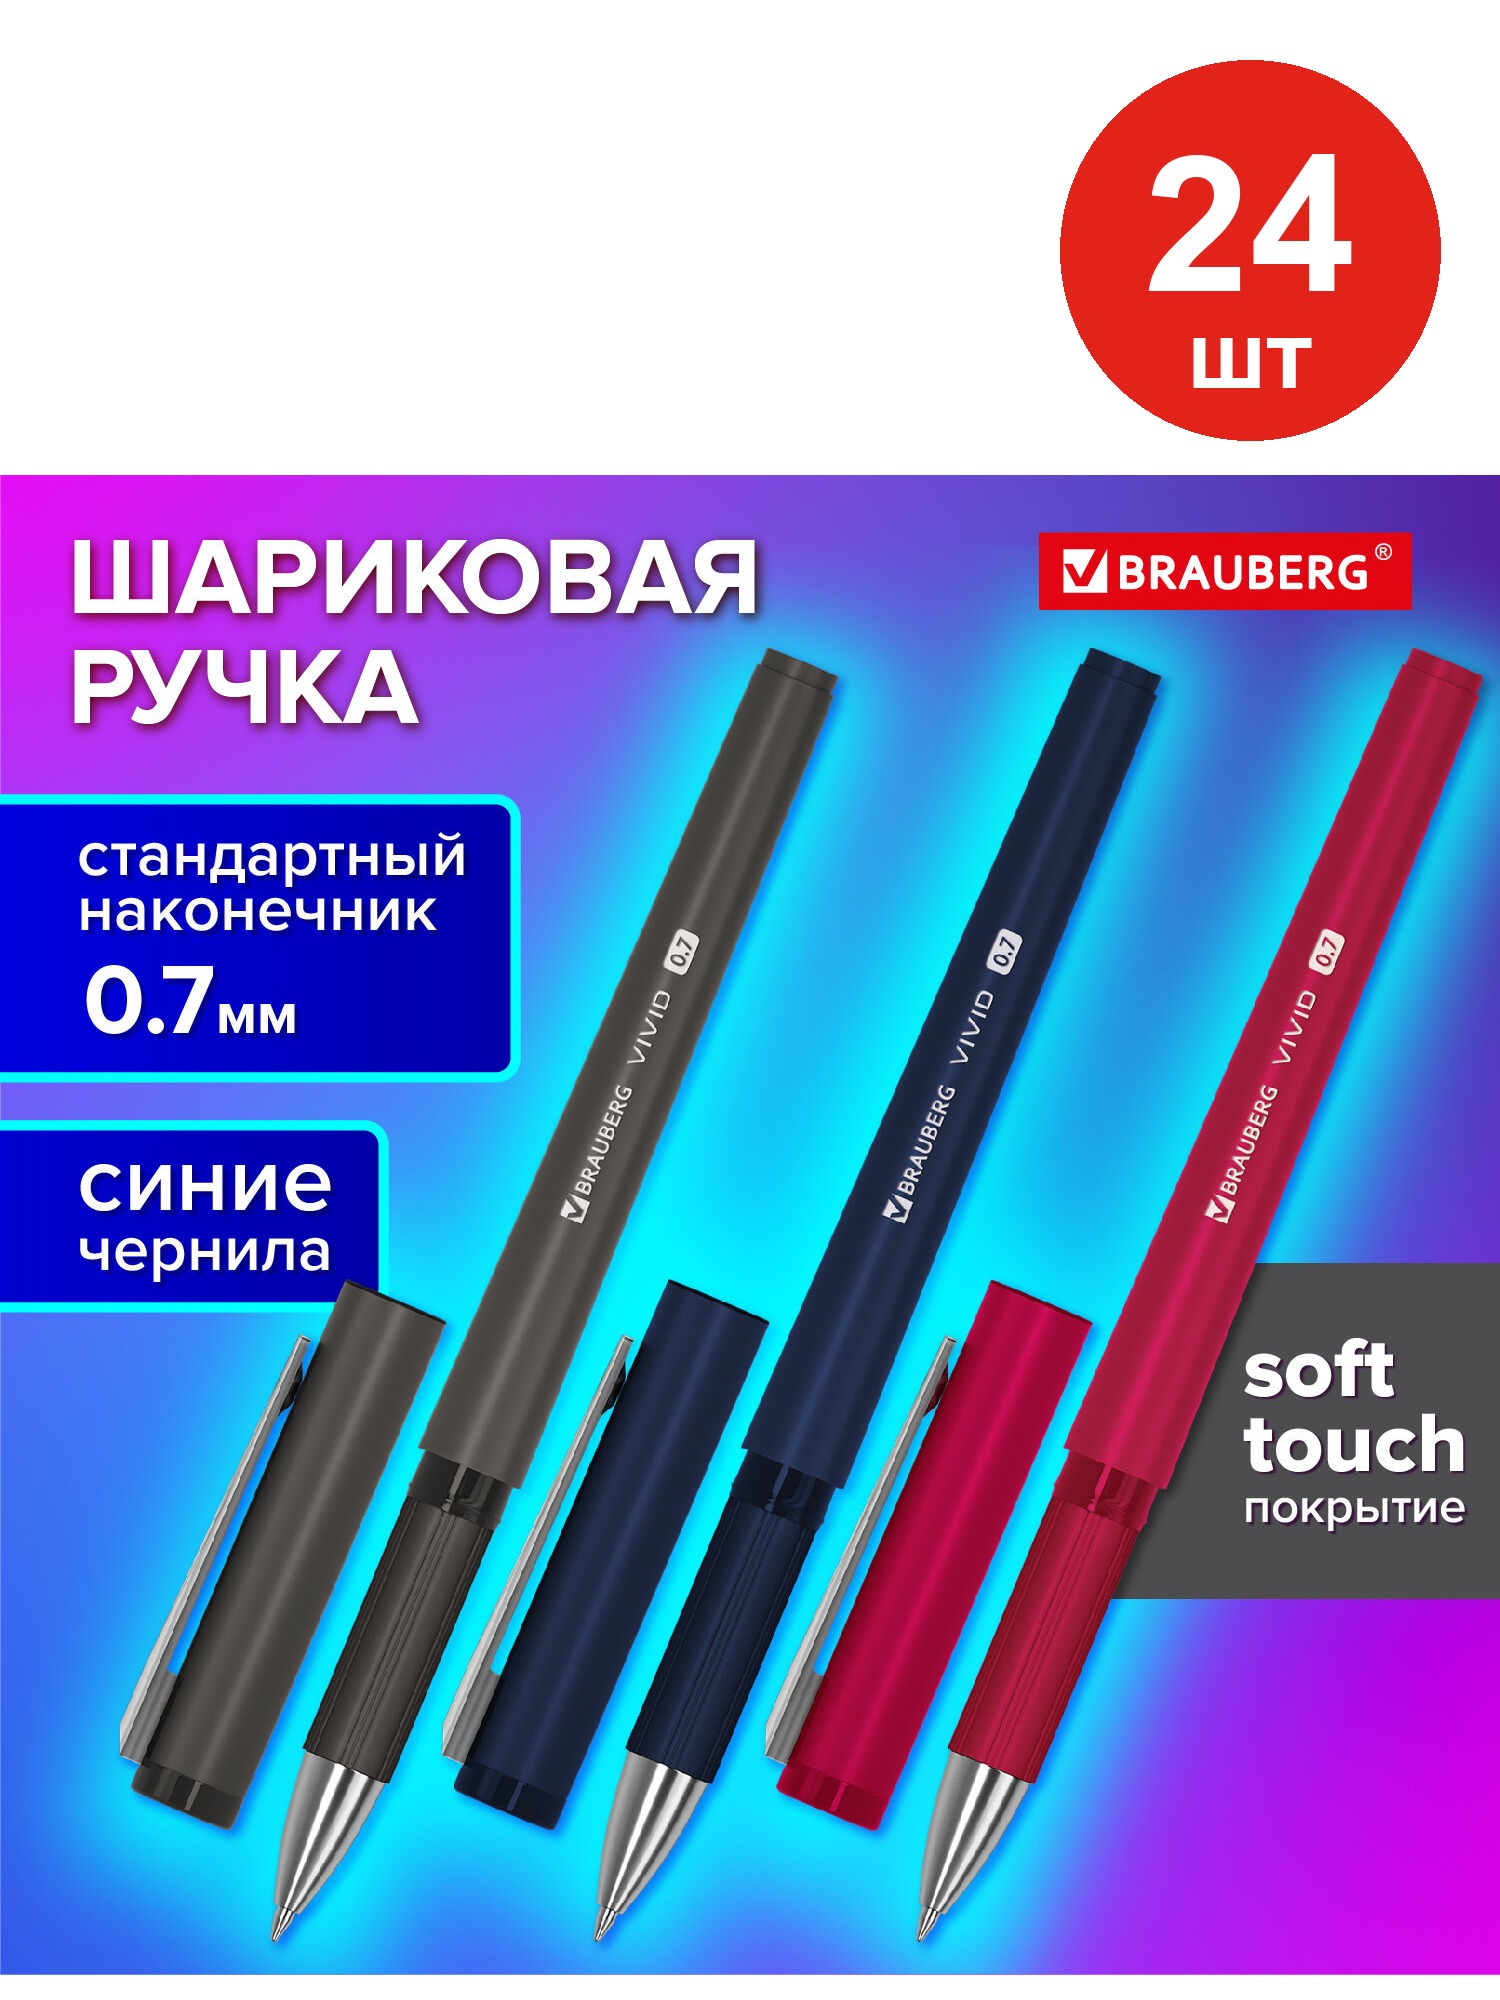 24
шт
ШАРИКОВАЯ
РУЧКА
BRAUBERG®
стандартный
наконечник
0.7мм
синие
чернила
BRAUBERG VIVID 0.7
BRAUBERG VIVID 0.7
BRAUBERG VIVID 0.7
soft
touch
покрытие